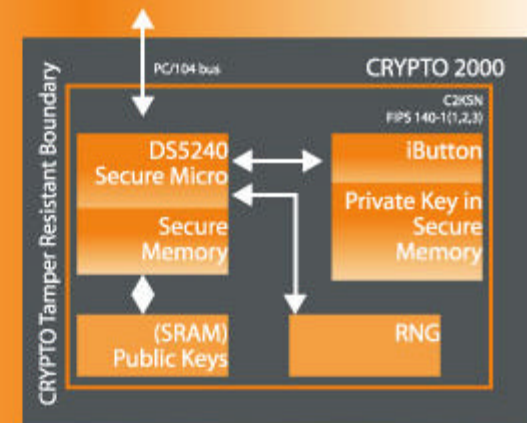 PC/104 bus
CRYPTO 2000
C2KSN
FIPS 140-1(1,2,3)
CRYPTO Tamper Resistant Boundary
DS5240
Secure Micro
iButton
Secure
Memory
Private Key in
Secure
Memory
(SRAM)
Public Keys
RNG